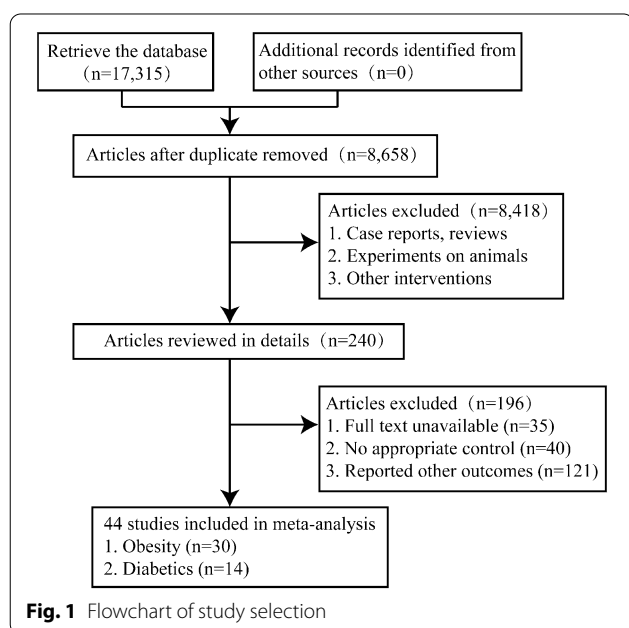 Retrieve the database
（n=17,315）
Additional records identified from
other sources（n=0）
Articles after duplicate removed（n=8,658）
Articles excluded（n=8,418）
1. Case reports, reviews
2. Experiments on animals
3. Other interventions
Articles reviewed in details（n=240）
Articles excluded（n=196）
1. Full text unavailable (n=35)
2. No appropriate control (n=40)
3. Reported other outcomes (n=121)
44 studies included in meta-analysis
1. Obesity (n=30)
2. Diabetics (n=14)
Fig. 1 Flowchart of study selection